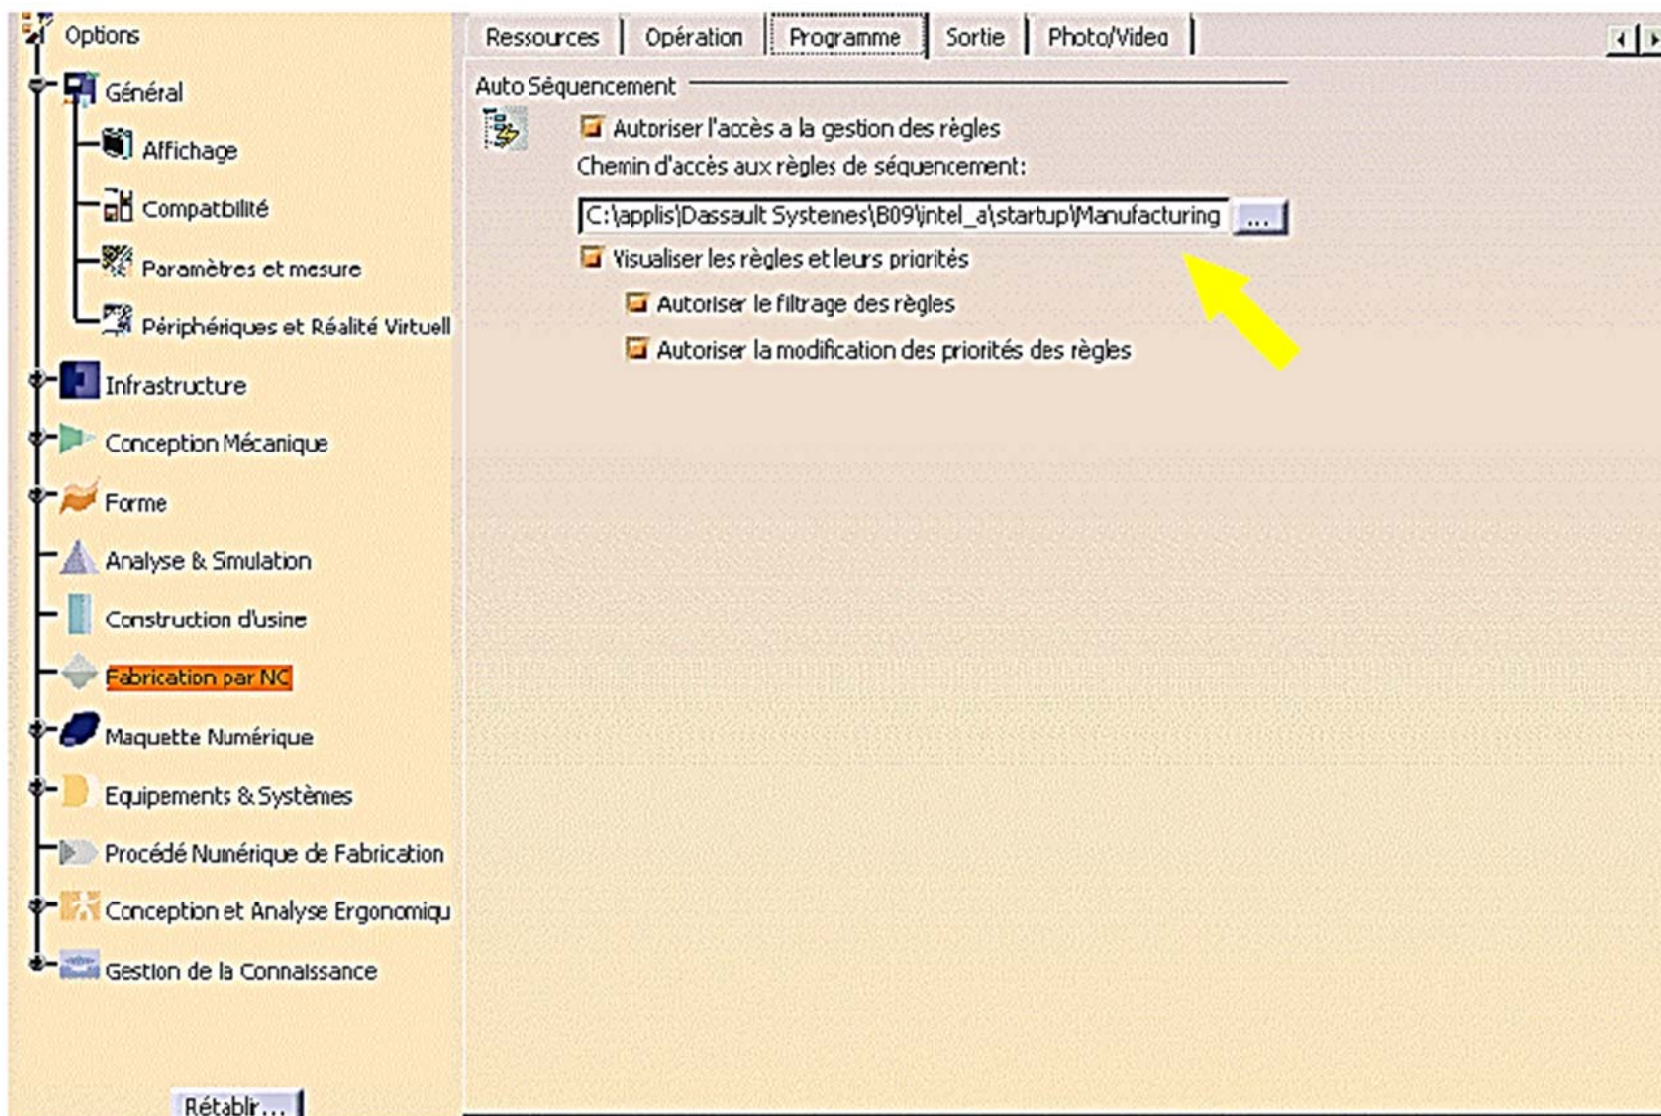 Options
Général
Affichage
Compatbilité
Paramètres et mesure
Périphériques et Réalité Virtuell
Infrastructure
Conception Mécanique
Forme
Analyse & Simulation
Construction d'usine
Fabrication par NC
Maquette Numérique
Equipements & Systèmes
Procédé Numérique de Fabrication
Conception et Analyse Ergonomiqu
Gestion de la Connaissance
Rétablir...
Ressources Opération Programme Sortie Photo/Video
Auto Séquencement
Autoriser l'accès a la gestion des règles
Chemin d'accès aux règles de séquencement:
C:\applis\Dassault Systemes\B09\intel_a\startup\Manufacturing ...
Visualiser les règles et leurs priorités
Autoriser le filtrage des règles
Autoriser la modification des priorités des règles